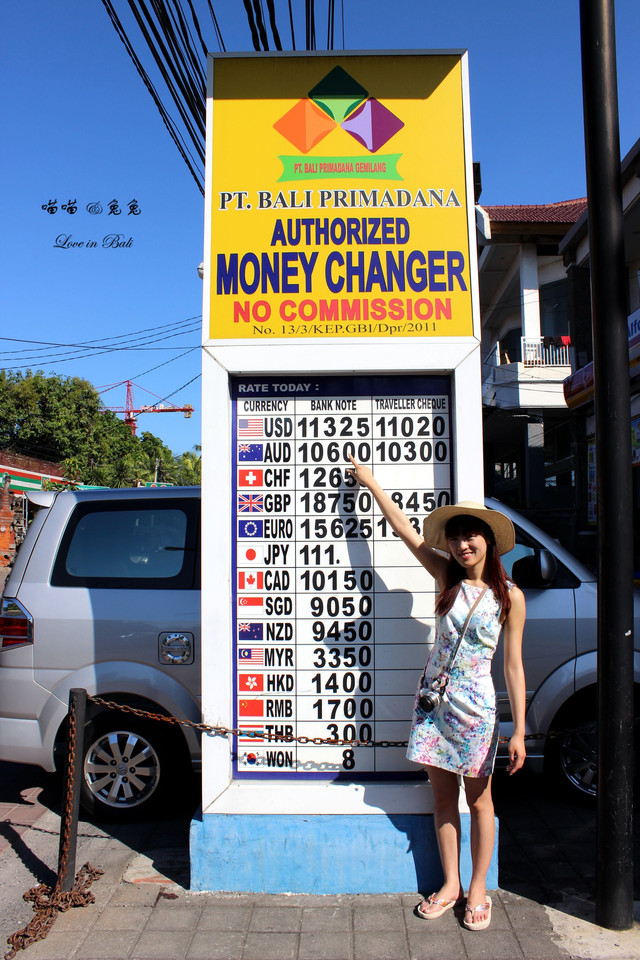 喵喵 兔兔
Love in Bali
PT. BALI PRIMADANA GEMILANG
PT. BALI PRIMADANA
AUTHORIZED
MONEY CHANGER
NO COMMISSION
No. 13/3/KEP.GBI/Dpr/2011
RATE TODAY :
CURRENCY BANK NOTE TRAVELLER CHEQUE
USD 11325 11020
AUD 10600 10300
CHF
GBP 18750
EURO 15625
JPY 111.
CAD 10150
SGD 9050
NZD 9450
MYR 3350
HKD 1400
RMB 1700
THB 300
WON 8